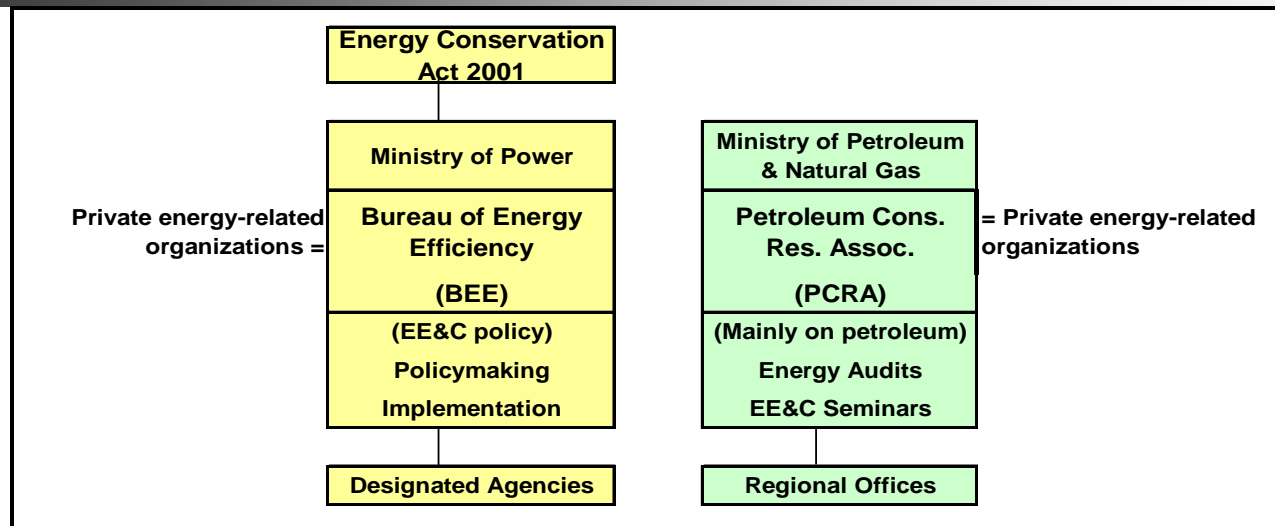 Energy Conservation
Act 2001
Ministry of Power
Private energy-related
organizations =
Bureau of Energy
Efficiency
(BEE)
(EE&C policy)
Policymaking
Implementation
Designated Agencies
Ministry of Petroleum
& Natural Gas
Petroleum Cons.
Res. Assoc.
(PCRA)
= Private energy-related
organizations
(Mainly on petroleum)
Energy Audits
EE&C Seminars
Regional Offices